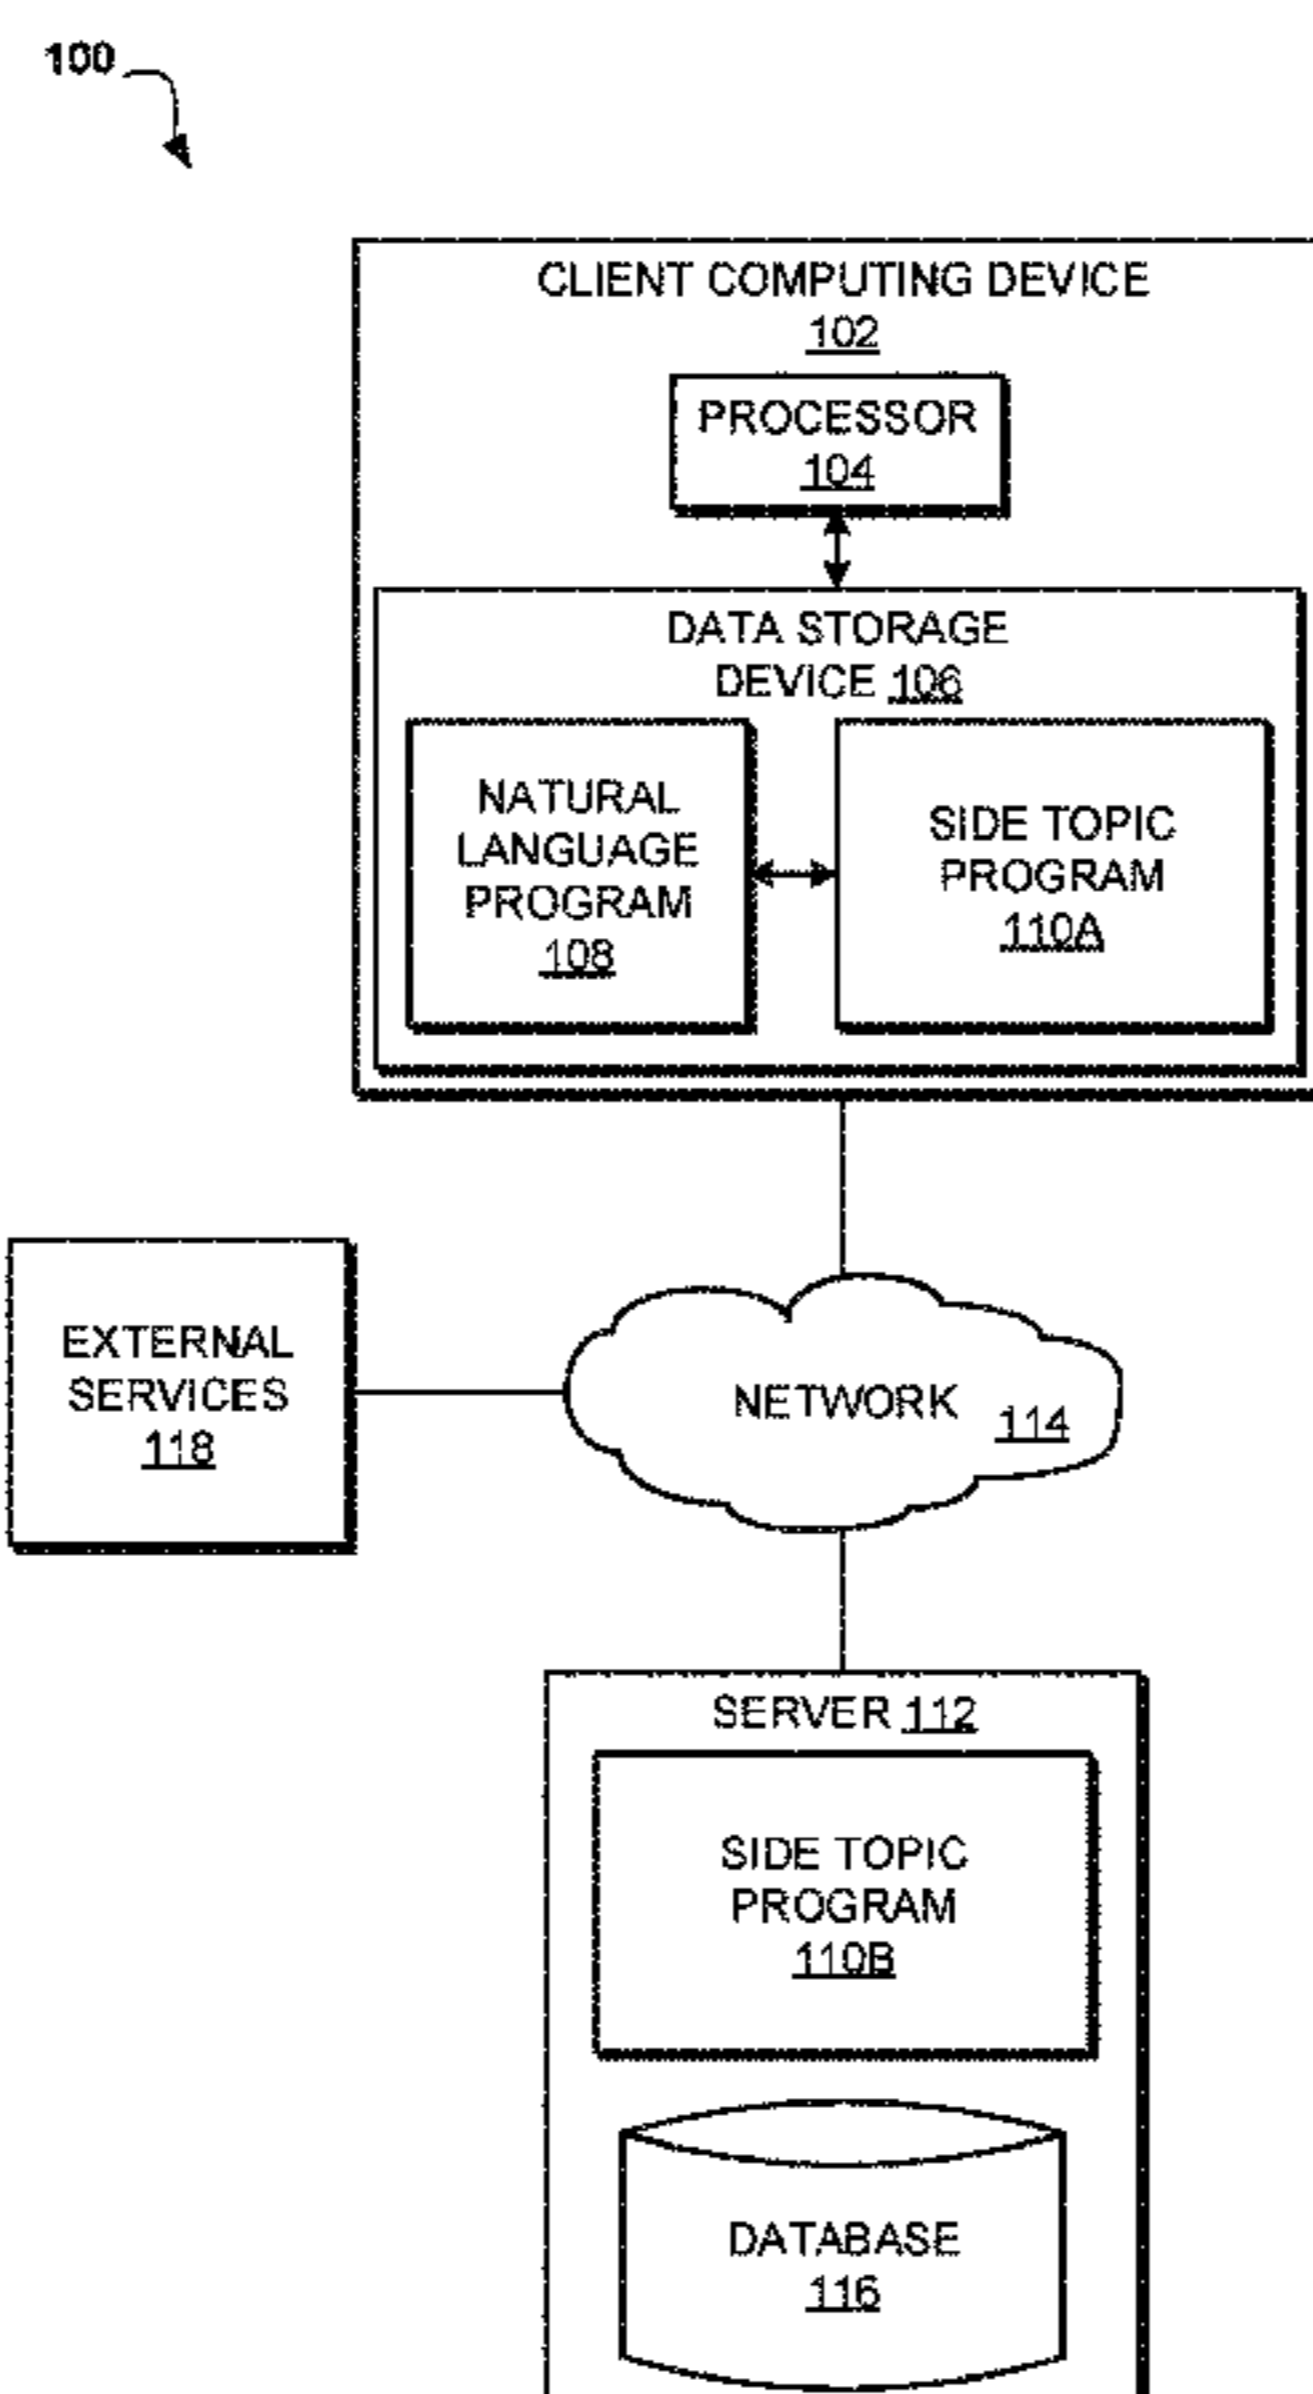 100
CLIENT COMPUTING DEVICE
102
PROCESSOR
104
DATA STORAGE
DEVICE 106
NATURAL
LANGUAGE
PROGRAM
108
SIDE TOPIC
PROGRAM
110A
EXTERNAL
SERVICES
118
NETWORK 114
SERVER 112
SIDE TOPIC
PROGRAM
110B
DATABASE
116